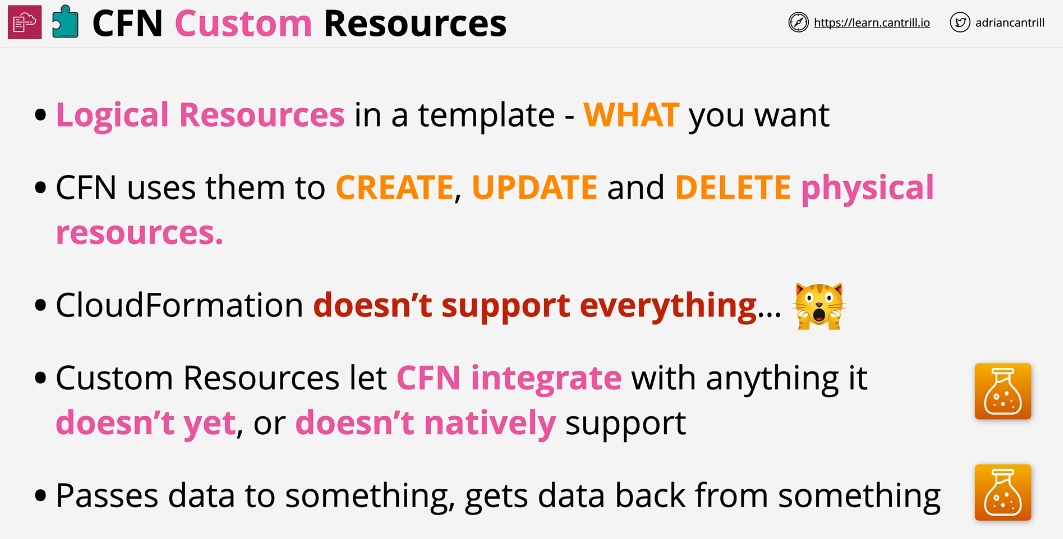 CFN Custom Resources
https://learn.cantrill.io
adriancantrill
• Logical Resources in a template - WHAT you want
• CFN uses them to CREATE, UPDATE and DELETE physical
resources.
• CloudFormation doesn’t support everything...
• Custom Resources let CFN integrate with anything it
doesn’t yet, or doesn’t natively support
• Passes data to something, gets data back from something